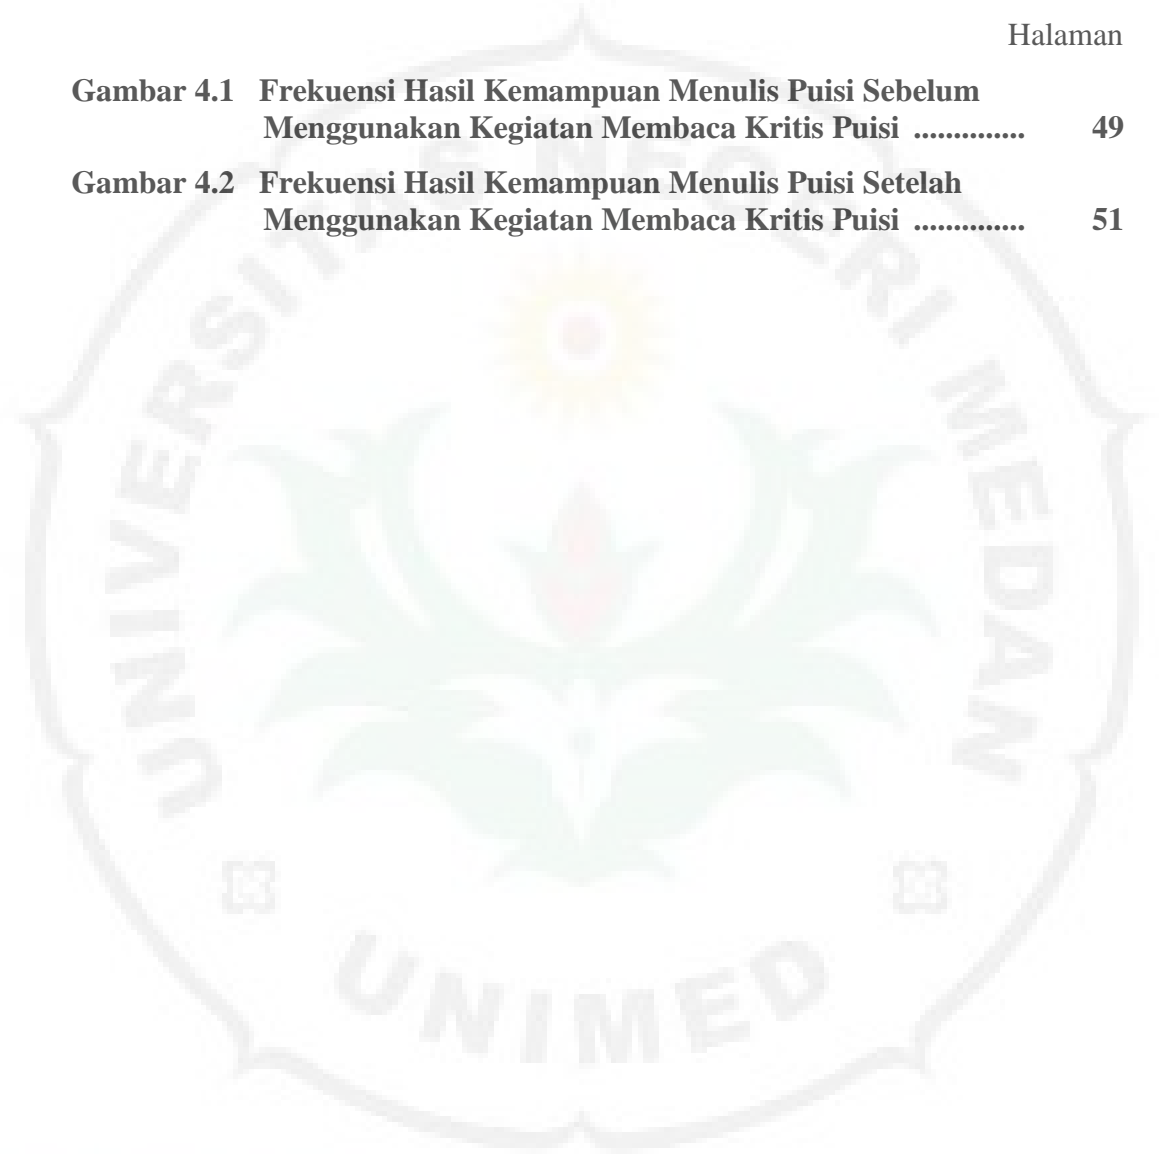 Halaman
Gambar 4.1 Frekuensi Hasil Kemampuan Menulis Puisi Sebelum
Menggunakan Kegiatan Membaca Kritis Puisi .............. 49
Gambar 4.2 Frekuensi Hasil Kemampuan Menulis Puisi Setelah
Menggunakan Kegiatan Membaca Kritis Puisi .............. 51
UNIVERSITAS NEGERI MEDAN
UNIMED